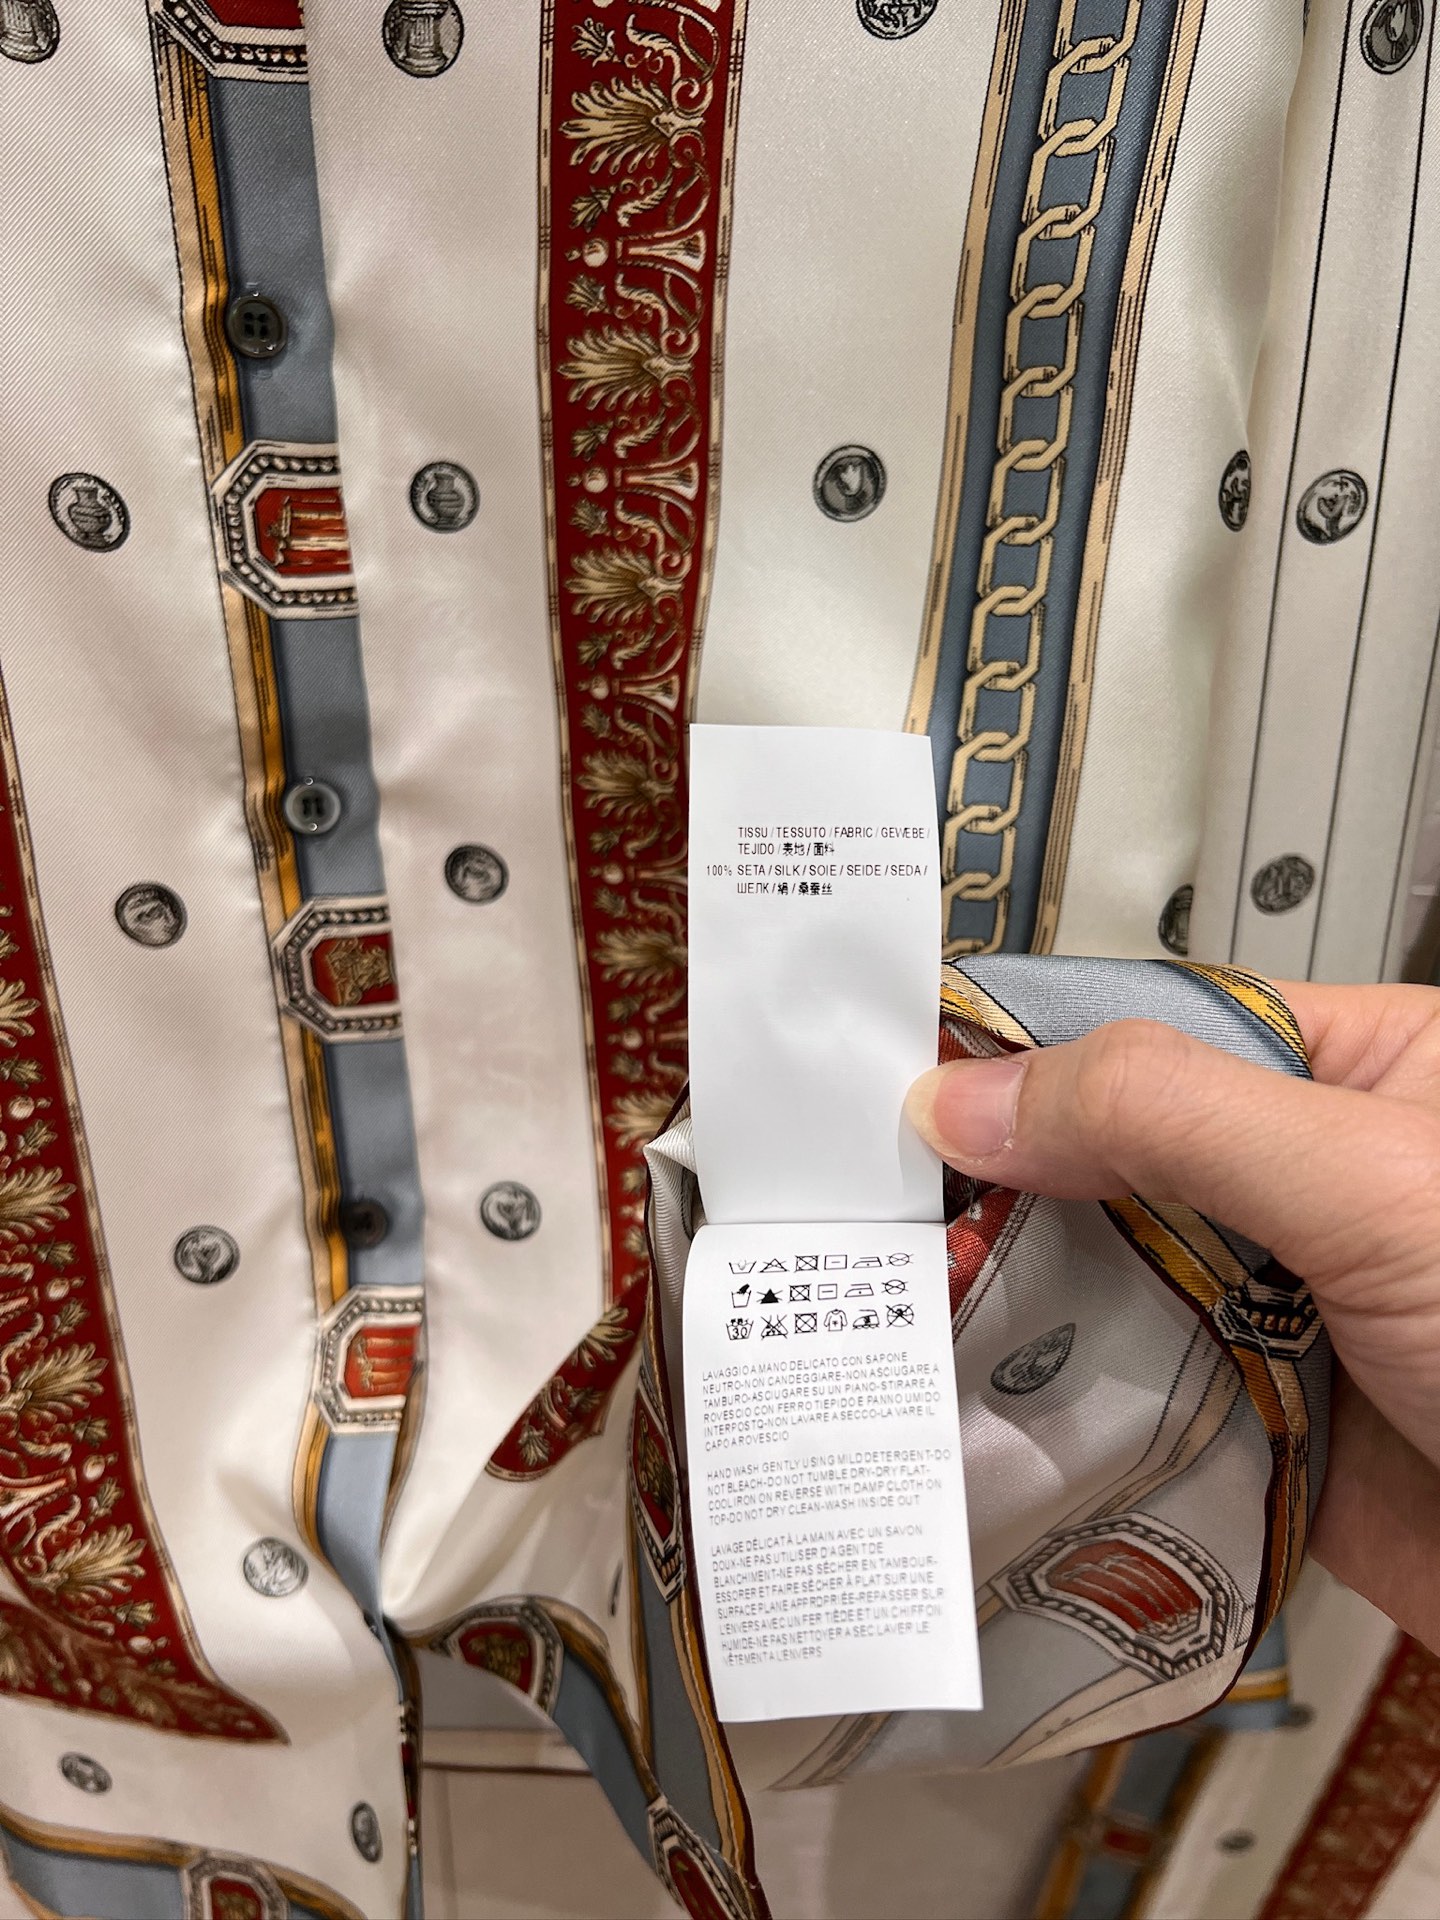 TISSU / TESSUTO / FABRIC / GEWEBE /
TEJIDO / 表地 / 面料
100% SETA / SILK / SOIE / SEIDE / SEDA /
ШЕЛК / 絹 / 桑蚕丝
30
LAVAGGIO A MANO DELICATO CON SAPONE
NEUTRO-NON CANDEGGIARE-NON ASCIUGARE A
TAMBURO-ASCIUGARE SU UN PIANO-STIRARE A
ROVESCIO CON FERRO TIEPIDO E PANNO UMIDO
INTERPOSTO-NON LAVARE A SECCO-LAVARE IL
CAPO A ROVESCIO
HAND WASH GENTLY USING MILD DETERGENT-DO
NOT BLEACH-DO NOT TUMBLE DRY-DRY FLAT-
COOL IRON ON REVERSE WITH DAMP CLOTH ON
TOP-DO NOT DRY CLEAN-WASH INSIDE OUT
LAVAGE DÉLICAT À LA MAIN AVEC UN SAVON
DOUX-NE PAS UTILISER D'AGENT DE
BLANCHIMENT-NE PAS SÉCHER EN TAMBOUR-
ESSORER ET FAIRE SÉCHER À PLAT SUR UNE
SURFACE PLANE APPROPRIÉE-REPASSER SUR
L'ENVERS AVEC UN FER TIÈDE ET UN CHIFFON
HUMIDE-NE PAS NETTOYER A SEC LAVER LE
VÊTEMENT A L'ENVERS